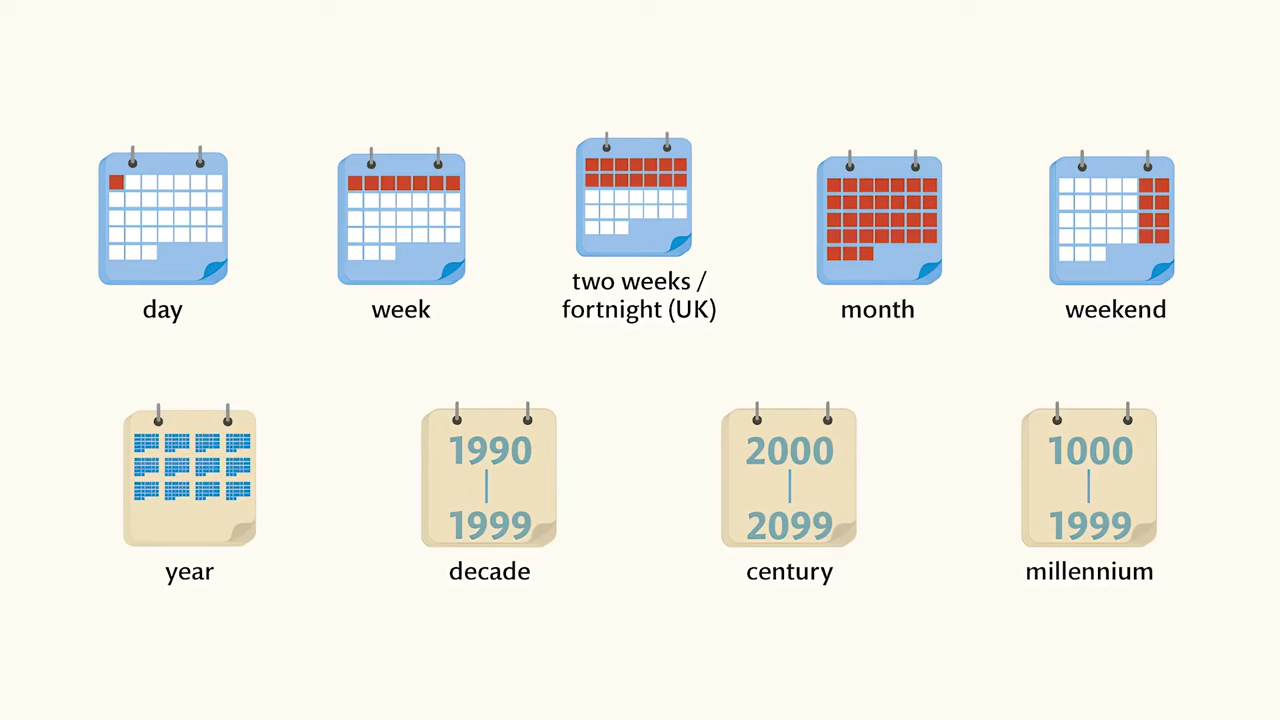 day
week
two weeks /
fortnight (UK)
month
weekend
year
1990
1999
decade
2000
2099
century
1000
1999
millennium